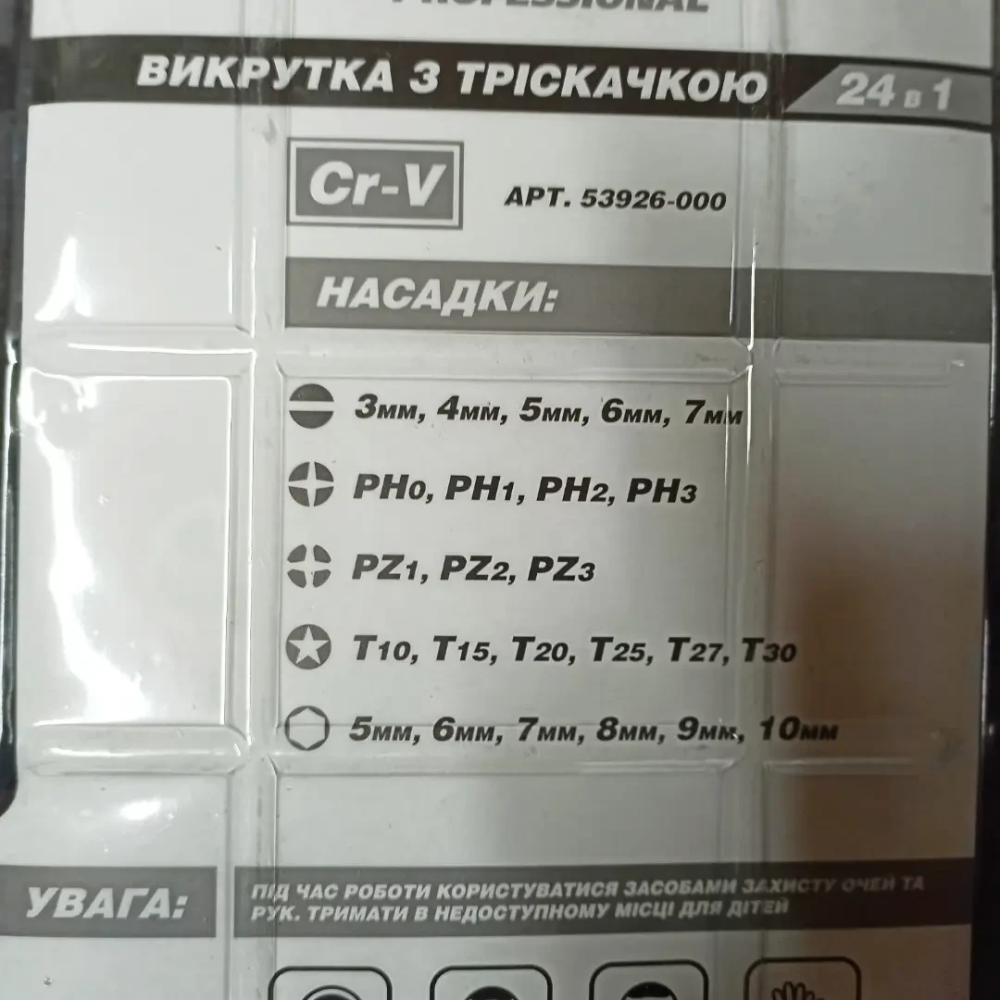 PROFESSIONAL
ВИКРУТКА З ТРІСКАЧКОЮ 24 в 1
Cr-V АРТ. 53926-000
НАСАДКИ:
3мм, 4мм, 5мм, 6мм, 7мм
PH0, PH1, PH2, PH3
PZ1, PZ2, PZ3
T10, T15, T20, T25, T27, T30
5мм, 6мм, 7мм, 8мм, 9мм, 10мм
УВАГА: ПІД ЧАС РОБОТИ КОРИСТУВАТИСЯ ЗАСОБАМИ ЗАХИСТУ ОЧЕЙ ТА
РУК. ТРИМАТИ В НЕДОСТУПНОМУ МІСЦІ ДЛЯ ДІТЕЙ